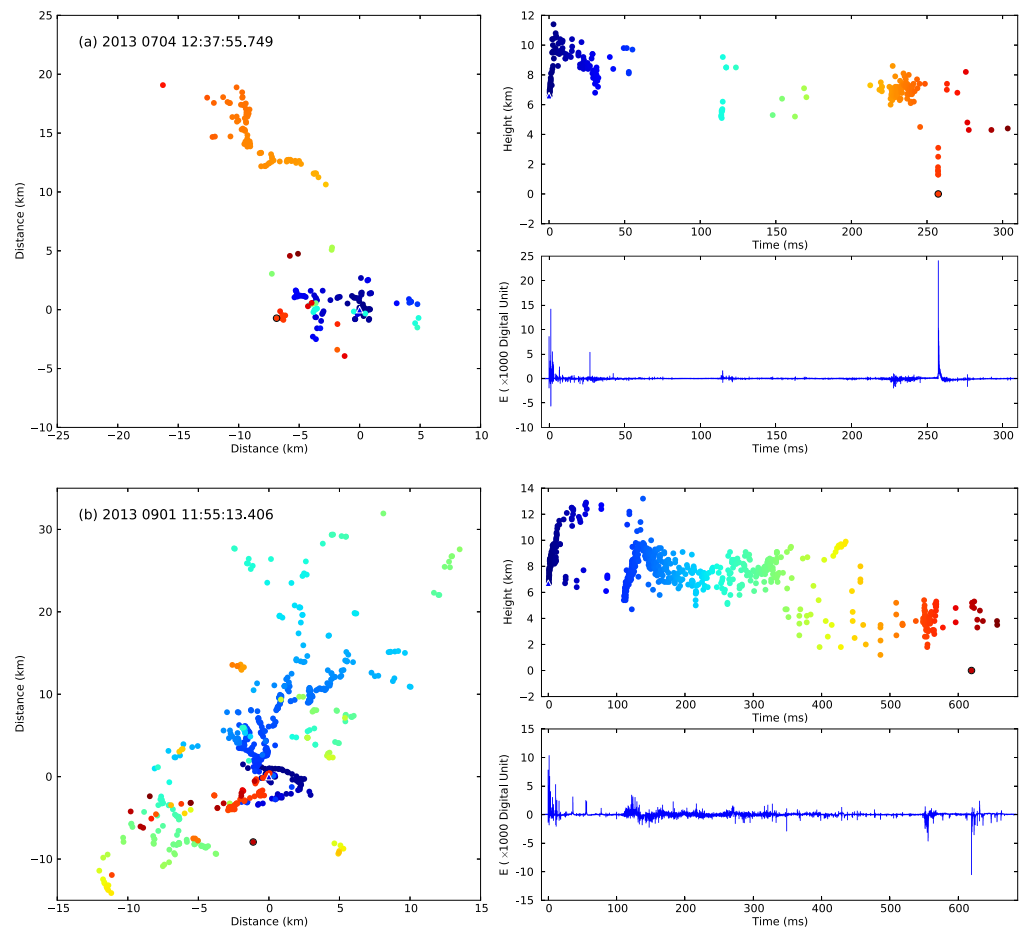 (a) 2013 0704 12:37:55.749
Distance (km)
25
20
15
10
5
0
−5
−10
−25 −20 −15 −10 −5 0 5 10
Distance (km)
Height (km)
12
10
8
6
4
2
0
−2
0 50 100 150 200 250 300
Time (ms)
E ( ×1000 Digital Unit)
25
20
15
10
5
0
-5
-10
0 50 100 150 200 250 300
Time (ms)
(b) 2013 0901 11:55:13.406
Distance (km)
30
20
10
0
−10
−15 −10 −5 0 5 10 15
Distance (km)
Height (km)
14
12
10
8
6
4
2
0
−2
0 100 200 300 400 500 600
Time (ms)
E ( ×1000 Digital Unit)
15
10
5
0
-5
-10
-15
0 100 200 300 400 500 600
Time (ms)